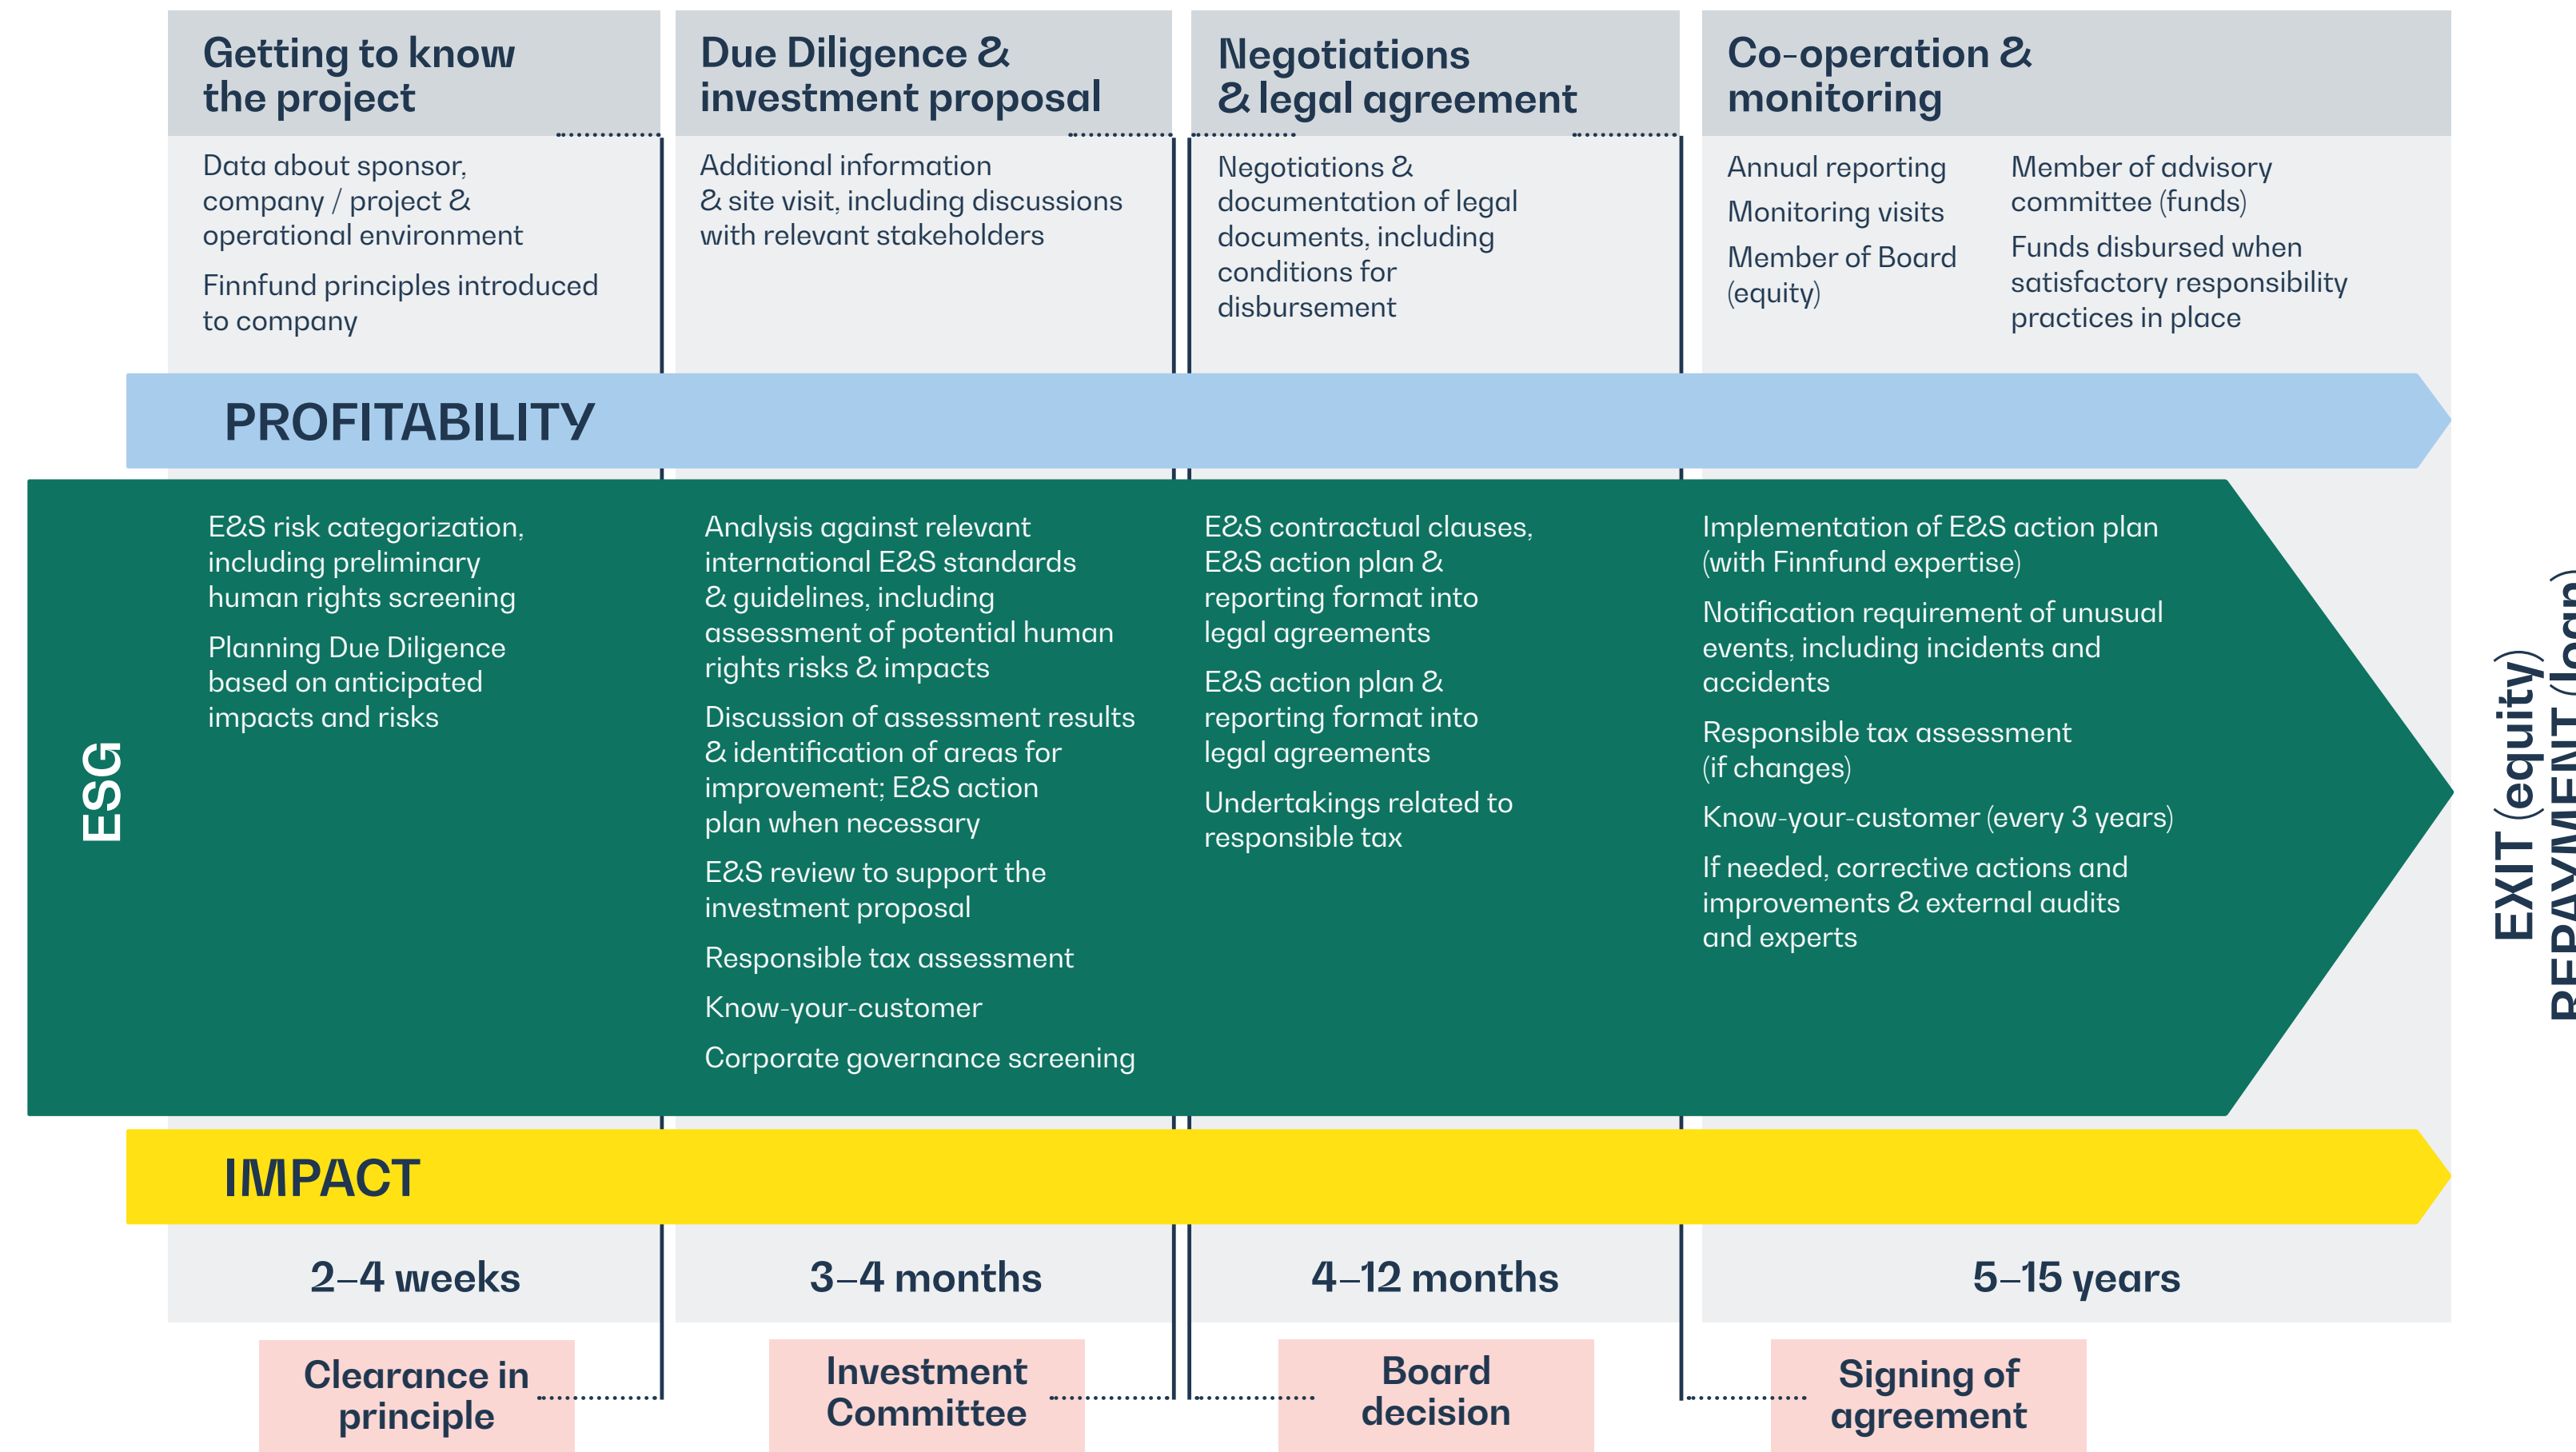 Getting to know
the project
Data about sponsor,
company / project &
operational environment
Finnfund principles introduced
to company
Due Diligence &
investment proposal
Additional information
& site visit, including discussions
with relevant stakeholders
Negotiations
& legal agreement
Negotiations &
documentation of legal
documents, including
conditions for
disbursement
Co-operation &
monitoring
Annual reporting
Monitoring visits
Member of Board
(equity)
Member of advisory
committee (funds)
Funds disbursed when
satisfactory responsibility
practices in place
PROFITABILITY
ESG
E&S risk categorization,
including preliminary
human rights screening
Planning Due Diligence
based on anticipated
impacts and risks
Analysis against relevant
international E&S standards
& guidelines, including
assessment of potential human
rights risks & impacts
Discussion of assessment results
& identification of areas for
improvement; E&S action
plan when necessary
E&S review to support the
investment proposal
Responsible tax assessment
Know-your-customer
Corporate governance screening
E&S contractual clauses,
E&S action plan &
reporting format into
legal agreements
E&S action plan &
reporting format into
legal agreements
Undertakings related to
responsible tax
Implementation of E&S action plan
(with Finnfund expertise)
Notification requirement of unusual
events, including incidents and
accidents
Responsible tax assessment
(if changes)
Know-your-customer (every 3 years)
If needed, corrective actions and
improvements & external audits
and experts
EXIT (equity)
REPAYMENT (loan)
IMPACT
2–4 weeks
3–4 months
4–12 months
5–15 years
Clearance in
principle
Investment
Committee
Board
decision
Signing of
agreement